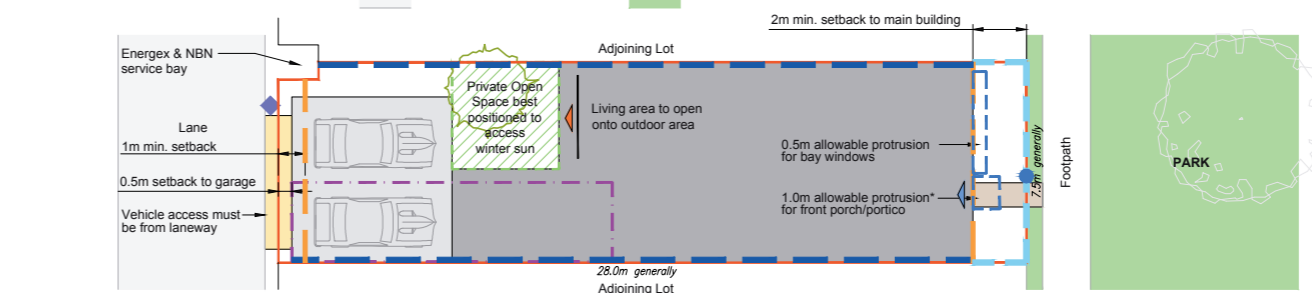 2m min. setback to main building
Energex & NBN
service bay
Adjoining Lot
Private Open
Space best
positioned to
access
winter sun
Living area to open
onto outdoor area
Lane
1m min. setback
0.5m setback to garage
Vehicle access must
be from laneway
0.5m allowable protrusion
for bay windows
1.0m allowable protrusion*
for front porch/portico
7.5m generally
Footpath
PARK
28.0m generally
Adjoining Lot